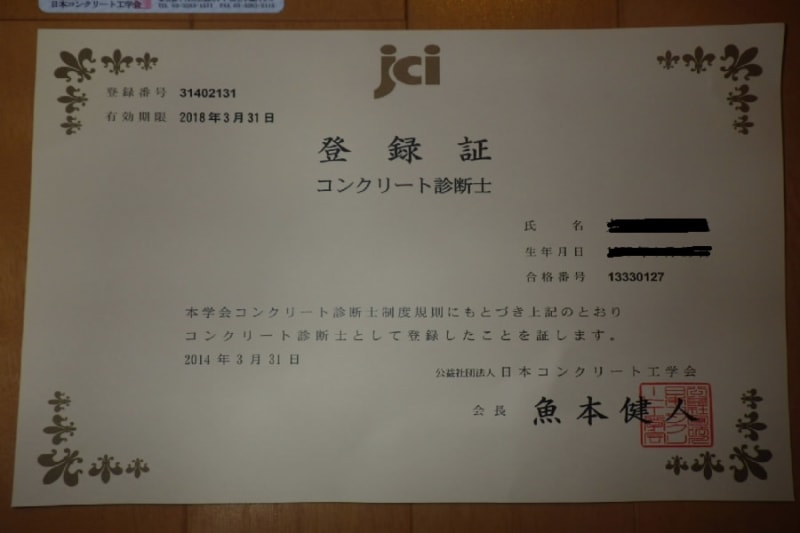 日本コンクリート工学会
jci
登録番号 31402131
有効期限 2018年3月31日
登録証
コンクリート診断士
氏名
生年月日
合格番号 13330127
本学会コンクリート診断士制度規則にもとづき上記のとおり
コンクリート診断士として登録したことを証します。
2014年3月31日
公益社団法人 日本コンクリート工学会
会長 魚本健人